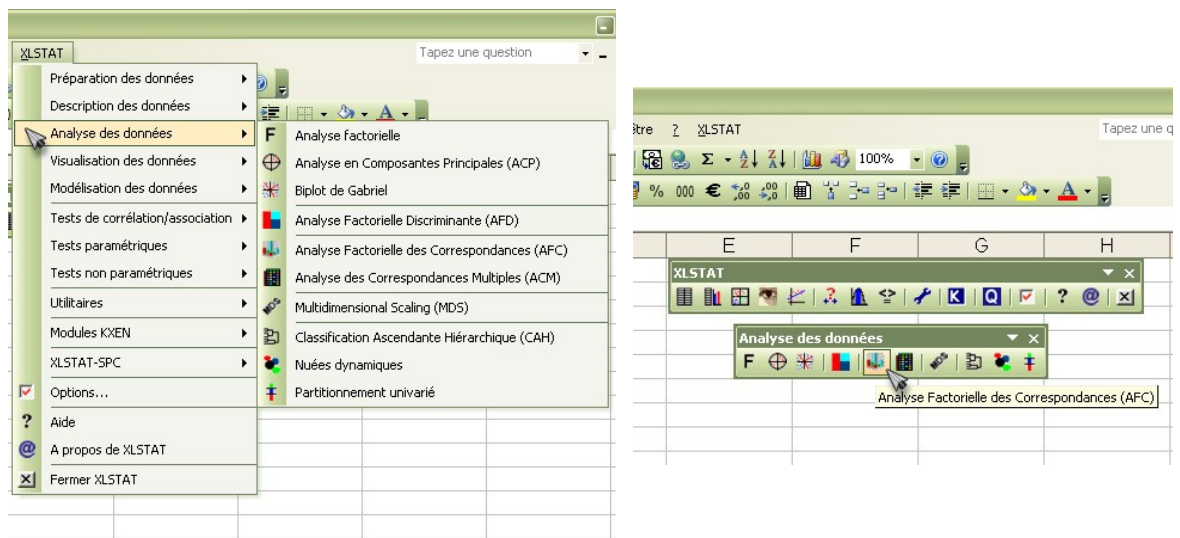 XLSTAT
Tapez une question
Préparation des données
Description des données
Analyse des données
Visualisation des données
Modélisation des données
Tests de corrélation/association
Tests paramétriques
Tests non paramétriques
Utilitaires
Modules KXEN
XLSTAT-SPC
Options...
? Aide
@ A propos de XLSTAT
Fermer XLSTAT
A
F Analyse factorielle
Analyse en Composantes Principales (ACP)
Biplot de Gabriel
Analyse Factorielle Discriminante (AFD)
Analyse Factorielle des Correspondances (AFC)
Analyse des Correspondances Multiples (ACM)
Multidimensional Scaling (MDS)
Classification Ascendante Hiérarchique (CAH)
Nuées dynamiques
Partitionnement univarié
être ? XLSTAT Tapez une q
Σ 100%
% 000 € A
E F G H
XLSTAT
K Q ? @
Analyse des données
F
Analyse Factorielle des Correspondances (AFC)